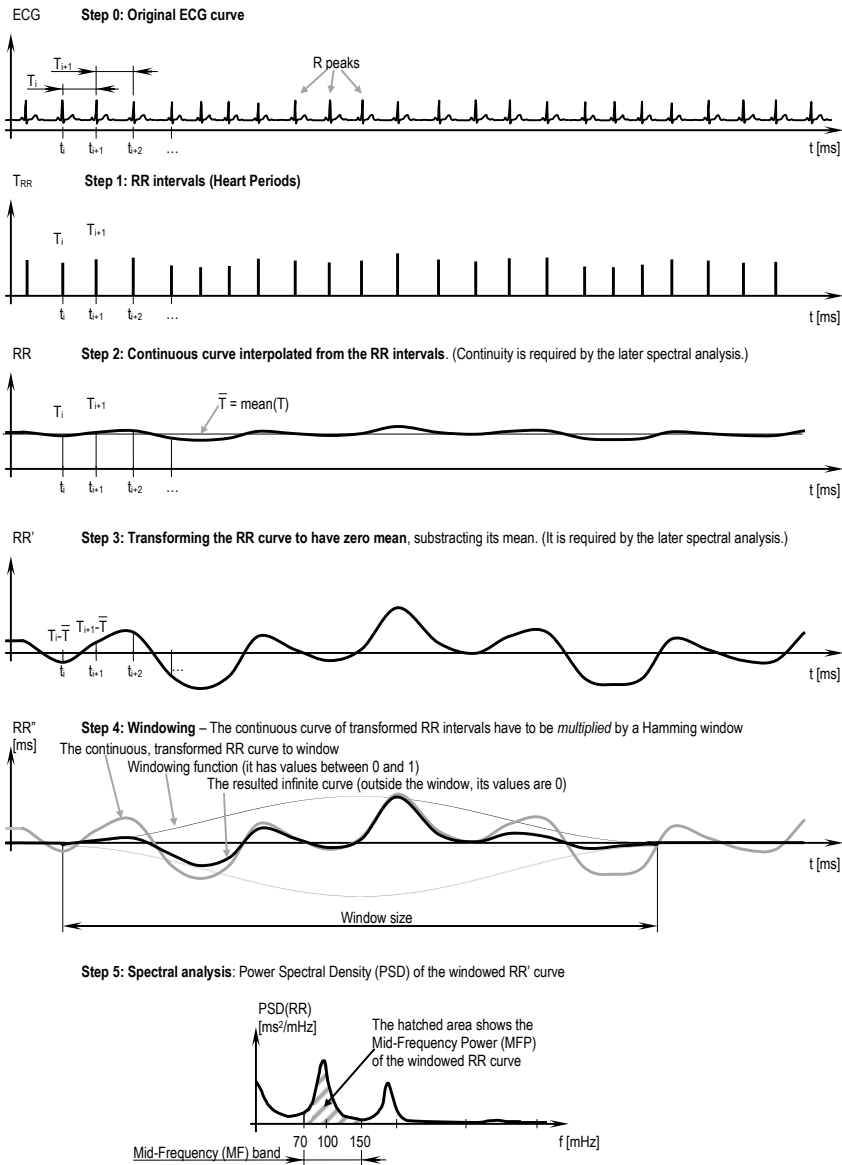 ECG Step 0: Original ECG curve
Ti+1
Ti
R peaks
ti ti+1 ti+2 ... t [ms]
TRR Step 1: RR intervals (Heart Periods)
Ti Ti+1
ti ti+1 ti+2 ...
t [ms]
RR Step 2: Continuous curve interpolated from the RR intervals. (Continuity is required by the later spectral analysis.)
Ti Ti+1 T̅ = mean(T)
ti ti+1 ti+2 ... t [ms]
RR' Step 3: Transforming the RR curve to have zero mean, substracting its mean. (It is required by the later spectral analysis.)
Ti-T̅ Ti+1-T̅
ti ti+1 ti+2 ... t [ms]
RR" Step 4: Windowing – The continuous curve of transformed RR intervals have to be multiplied by a Hamming window
[ms]
The continuous, transformed RR curve to window
Windowing function (it has values between 0 and 1)
The resulted infinite curve (outside the window, its values are 0)
t [ms]
Window size
Step 5: Spectral analysis: Power Spectral Density (PSD) of the windowed RR' curve
PSD(RR)
[ms²/mHz]
The hatched area shows the
Mid-Frequency Power (MFP)
of the windowed RR curve
70 100 150 f [mHz]
Mid-Frequency (MF) band